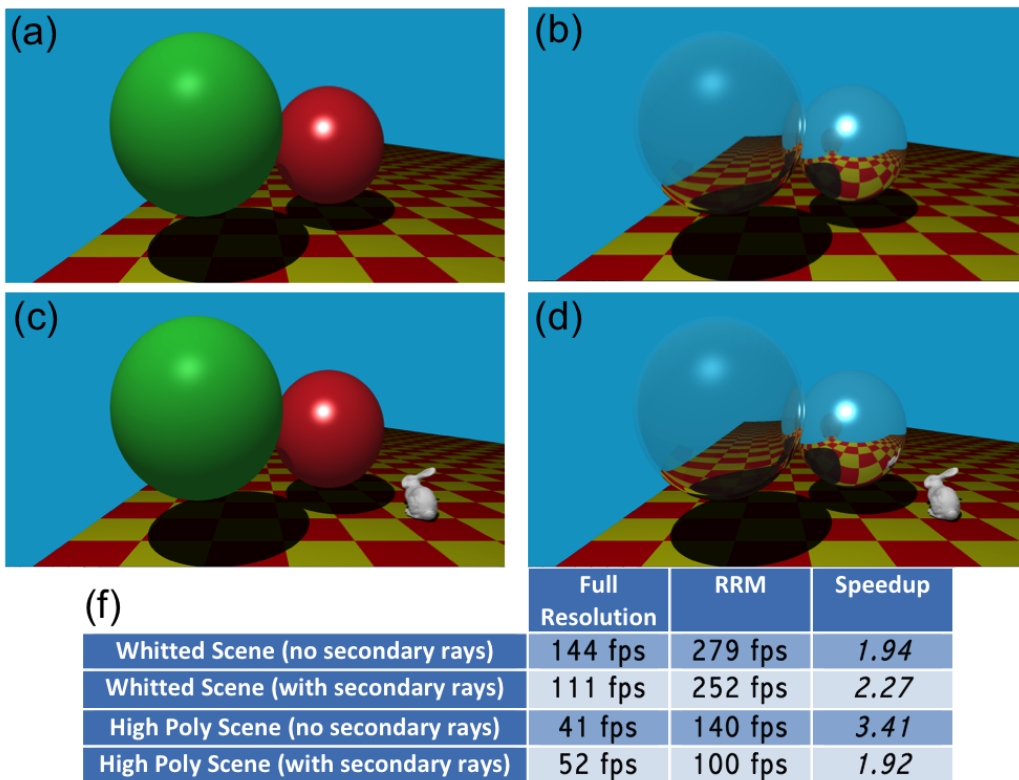 (a)
(b)
(c)
(d)
(f)
Full Resolution RRM Speedup
Whitted Scene (no secondary rays) 144 fps 279 fps 1.94
Whitted Scene (with secondary rays) 111 fps 252 fps 2.27
High Poly Scene (no secondary rays) 41 fps 140 fps 3.41
High Poly Scene (with secondary rays) 52 fps 100 fps 1.92